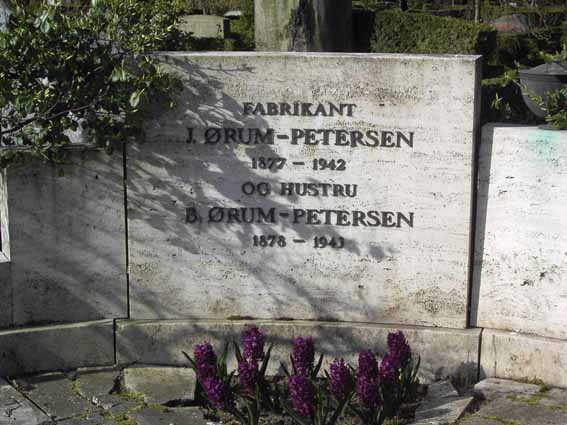 FABRIKANT
J. ØRUM-PETERSEN
1877 - 1942
OG HUSTRU
B. ØRUM-PETERSEN
1878 - 1943